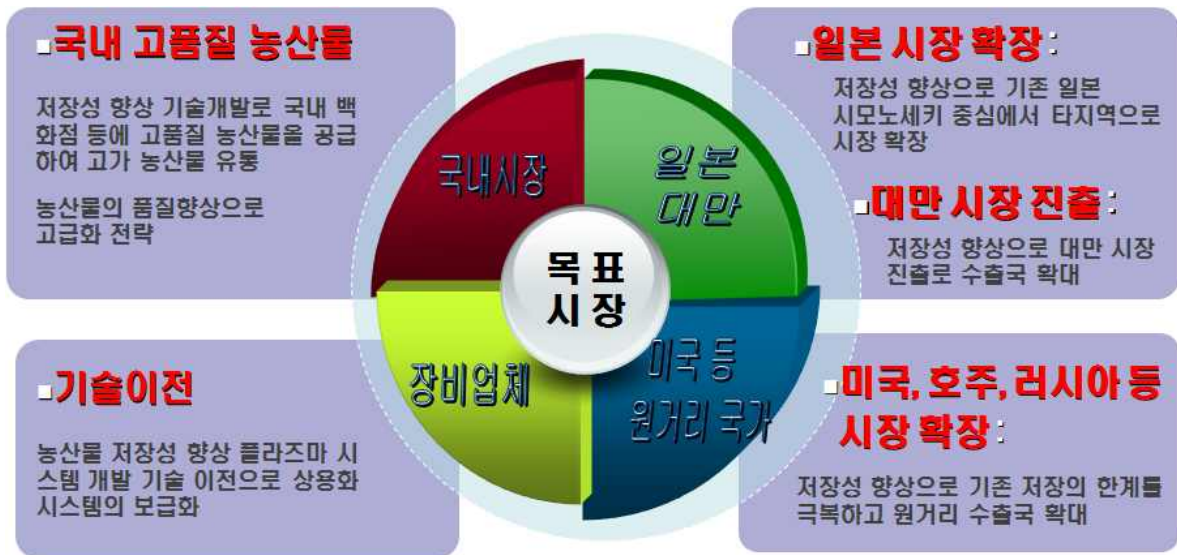 ▪국내 고품질 농산물
저장성 향상 기술개발로 국내 백
화점 등에 고품질 농산물을 공급
하여 고가 농산물 유통
농산물의 품질향상으로
고급화 전략
▪일본 시장 확장 :
저장성 향상으로 기존 일본
시모노세키 중심에서 타지역으로
시장 확장
▪대만 시장 진출 :
저장성 향상으로 대만 시장
진출로 수출국 확대
국내시장
일본
대만
목 표
시 장
장비업체
미국 등
원거리 국가
▪기술이전
농산물 저장성 향상 플라즈마 시
스템 개발 기술 이전으로 상용화
시스템의 보급화
▪미국, 호주, 러시아 등
시장 확장 :
저장성 향상으로 기존 저장의 한계를
극복하고 원거리 수출국 확대